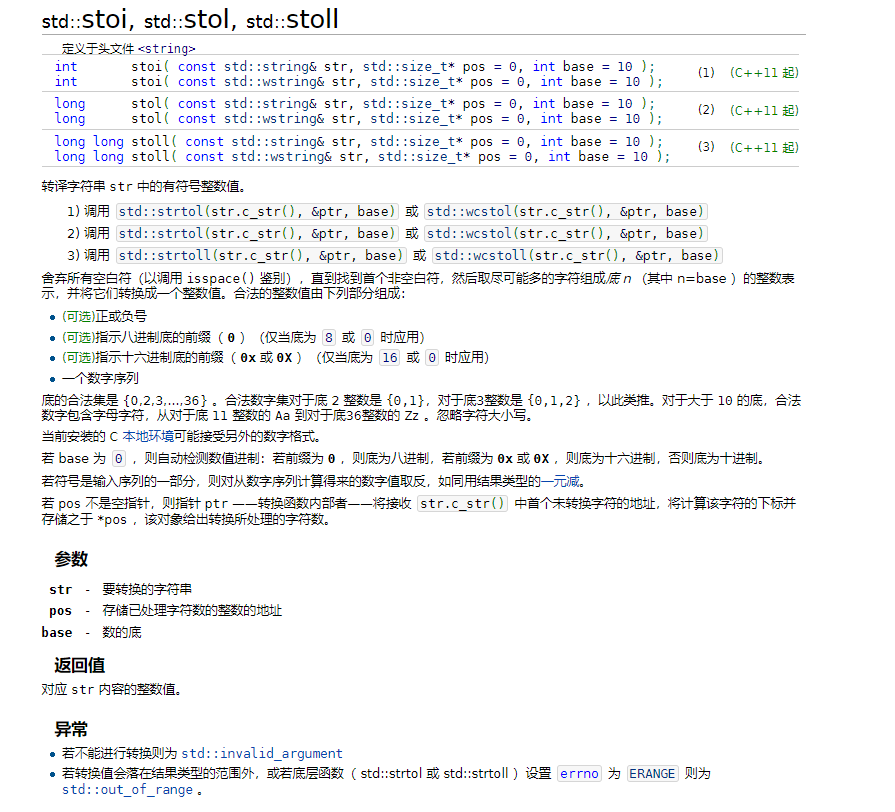 std::stoi, std::stol, std::stoll
定义于头文件 <string>
int       stoi( const std::string& str, std::size_t* pos = 0, int base = 10 );
int       stoi( const std::wstring& str, std::size_t* pos = 0, int base = 10 );
(1) (C++11 起)
long      stol( const std::string& str, std::size_t* pos = 0, int base = 10 );
long      stol( const std::wstring& str, std::size_t* pos = 0, int base = 10 );
(2) (C++11 起)
long long stoll( const std::string& str, std::size_t* pos = 0, int base = 10 );
long long stoll( const std::wstring& str, std::size_t* pos = 0, int base = 10 );
(3) (C++11 起)
转译字符串 str 中的有符号整数值。
1) 调用 std::strtol(str.c_str(), &ptr, base) 或 std::wcstol(str.c_str(), &ptr, base)
2) 调用 std::strtol(str.c_str(), &ptr, base) 或 std::wcstol(str.c_str(), &ptr, base)
3) 调用 std::strtoll(str.c_str(), &ptr, base) 或 std::wcstoll(str.c_str(), &ptr, base)
舍弃所有空白符（以调用 isspace() 鉴别），直到找到首个非空白符，然后取尽可能多的字符组成底 n （其中 n=base ）的整数表
示，并将它们转换成一个整数值。合法的整数值由下列部分组成：
• (可选)正或负号
• (可选)指示八进制底的前缀（ 0 ）（仅当底为 8 或 0 时应用）
• (可选)指示十六进制底的前缀（ 0x 或 0X ）（仅当底为 16 或 0 时应用）
• 一个数字序列
底的合法集是 {0,2,3,...,36} 。合法数字集对于底 2 整数是 {0,1}，对于底3整数是 {0,1,2} ，以此类推。对于大于 10 的底，合法
数字包含字母字符，从对于底 11 整数的 Aa 到对于底36整数的 Zz 。忽略字符大小写。
当前安装的 C 本地环境可能接受另外的数字格式。
若 base 为 0 ，则自动检测数值进制：若前缀为 0 ，则底为八进制，若前缀为 0x 或 0X ，则底为十六进制，否则底为十进制。
若符号是输入序列的一部分，则对从数字序列计算得来的数字值取反，如同用结果类型的一元减。
若 pos 不是空指针，则指针 ptr ——转换函数内部者——将接收 str.c_str() 中首个未转换字符的地址，将计算该字符的下标并
存储之于 *pos ，该对象给出转换所处理的字符数。
参数
str - 要转换的字符串
pos - 存储已处理字符数的整数的地址
base - 数的底
返回值
对应 str 内容的整数值。
异常
• 若不能进行转换则为 std::invalid_argument
• 若转换值会落在结果类型的范围外，或若底层函数（ std::strtol 或 std::strtoll ）设置 errno 为 ERANGE 则为
std::out_of_range 。